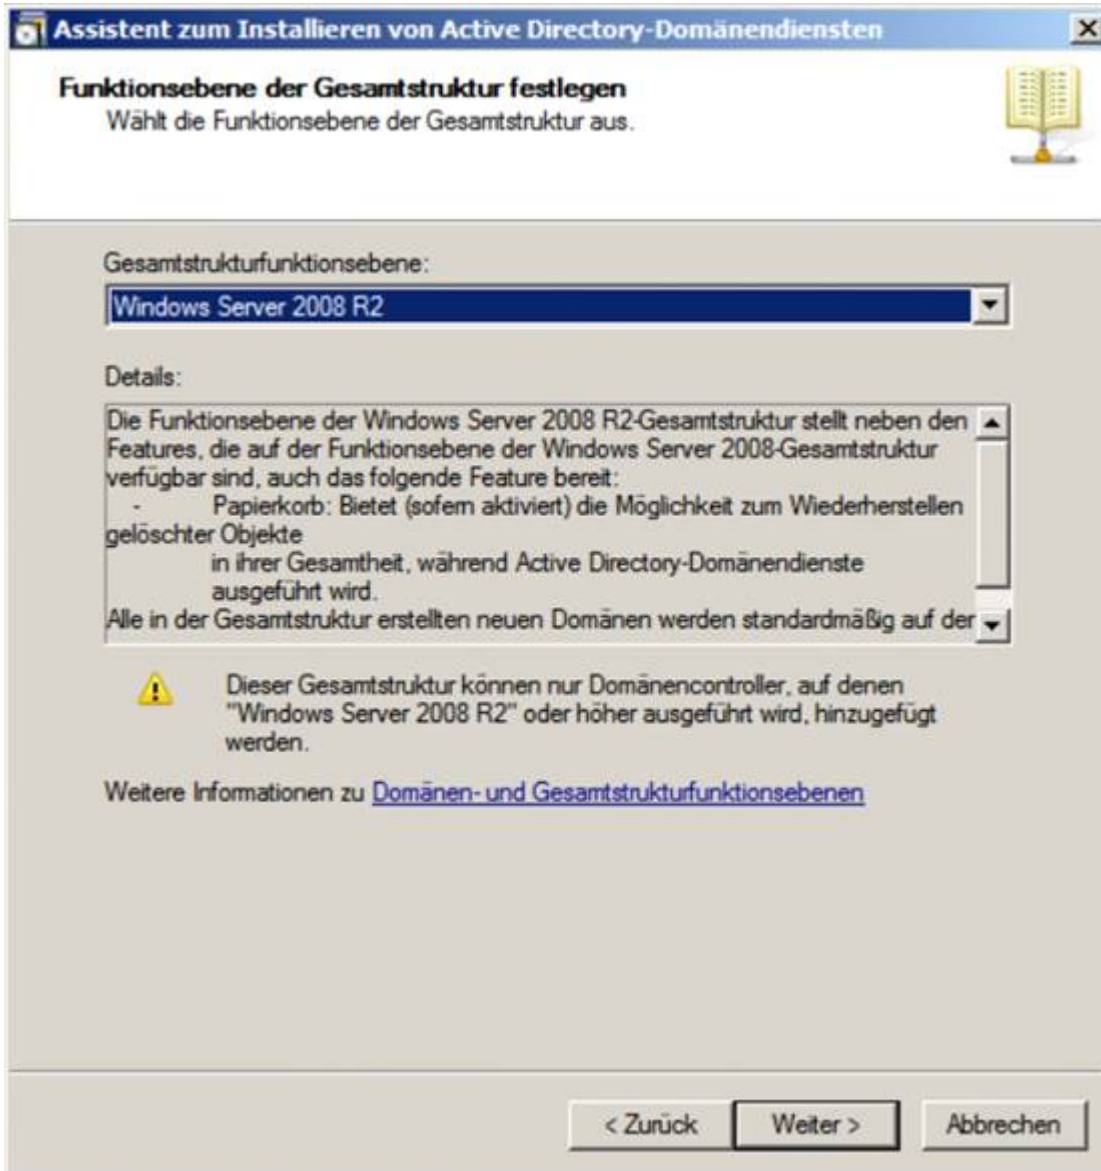 Assistent zum Installieren von Active Directory-Domänendiensten
Funktionsebene der Gesamtstruktur festlegen
Wählt die Funktionsebene der Gesamtstruktur aus.
Gesamtstrukturfunktionsebene:
Windows Server 2008 R2
Details:
Die Funktionsebene der Windows Server 2008 R2-Gesamtstruktur stellt neben den
Features, die auf der Funktionsebene der Windows Server 2008-Gesamtstruktur
verfügbar sind, auch das folgende Feature bereit:
- Papierkorb: Bietet (sofern aktiviert) die Möglichkeit zum Wiederherstellen
gelöschter Objekte
in ihrer Gesamtheit, während Active Directory-Domänendienste
ausgeführt wird.
Alle in der Gesamtstruktur erstellten neuen Domänen werden standardmäßig auf der
Dieser Gesamtstruktur können nur Domänencontroller, auf denen
"Windows Server 2008 R2" oder höher ausgeführt wird, hinzugefügt
werden.
Weitere Informationen zu Domänen- und Gesamtstrukturfunktionsebenen
< Zurück Weiter > Abbrechen